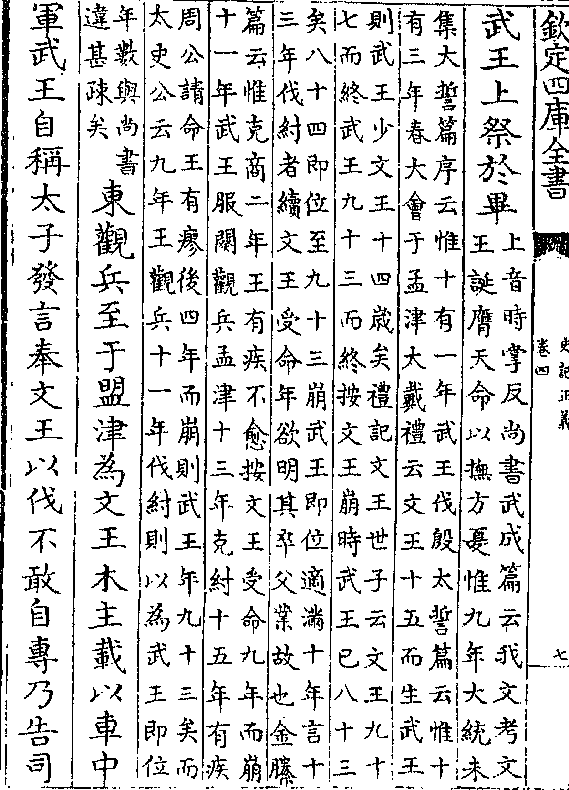 欽定四庫全書
史記正義
卷四
七
武王上祭於畢
上音時掌反尚書武成篇云我文考文
王誕膺天命以撫方夏惟九年大統未
集大誓篇序云惟十有一年武王伐殷太誓篇云惟十
有三年春大會于孟津大戴禮云文王十五而生武王
則武王少文王十四歲矣禮記文王世子云文王九十
七而終武王九十三而終按文王崩時武王已八十三
矣八十四即位至九十三崩武王即位適滿十年言十
三年伐紂者續文王受命年欲明其卒父業故也金縢
篇云惟克商二年王有疾不愈按文王受命九年而崩
十一年武王服闋觀兵孟津十三年克紂十五年有疾
周公請命王有瘳後四年而崩則武王年九十三矣而
太史公云九年王觀兵十一年伐紂則以為武王即位
年數與尚書
違甚疎矣
東觀兵至于盟津為文王木主載以車中
軍武王自稱太子發言奉文王以伐不敢自專乃告司